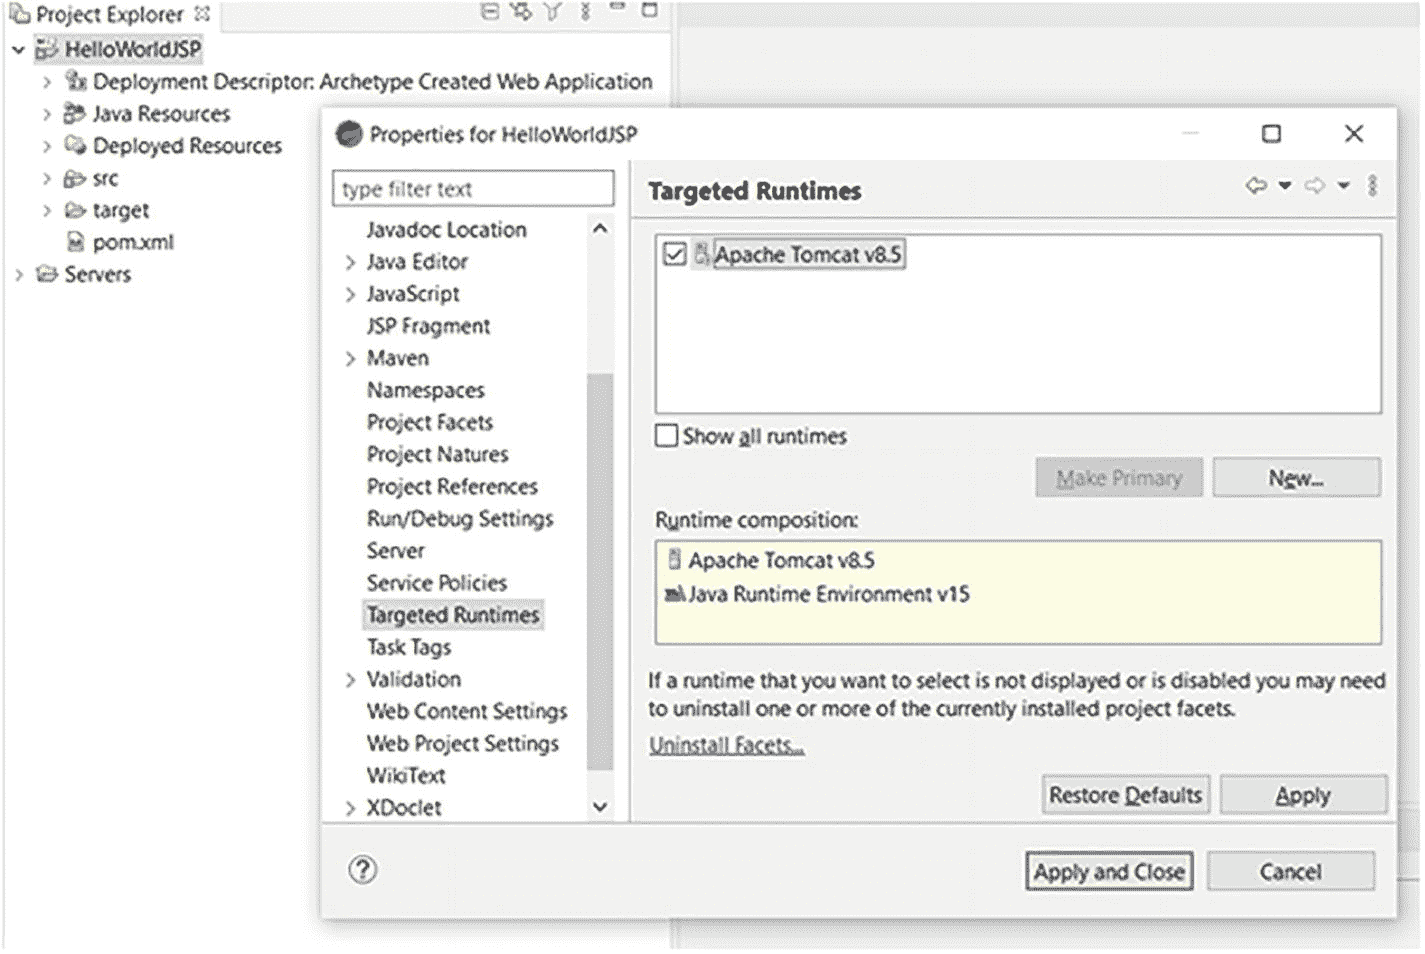 Project Explorer
HelloWorldJSP
Deployment Descriptor: Archetype Created Web Application
Java Resources
Deployed Resources
src
target
pom.xml
Servers
Properties for HelloWorldJSP
type filter text
Javadoc Location
Java Editor
JavaScript
JSP Fragment
Maven
Namespaces
Project Facets
Project Natures
Project References
Run/Debug Settings
Server
Service Policies
Targeted Runtimes
Task Tags
Validation
Web Content Settings
Web Project Settings
WikiText
XDoclet
Targeted Runtimes
Apache Tomcat v8.5
Show all runtimes
Make Primary
New...
Runtime composition:
Apache Tomcat v8.5
Java Runtime Environment v15
If a runtime that you want to select is not displayed or is disabled you may need
to uninstall one or more of the currently installed project facets.
Uninstall Facets...
Restore Defaults
Apply
Apply and Close
Cancel